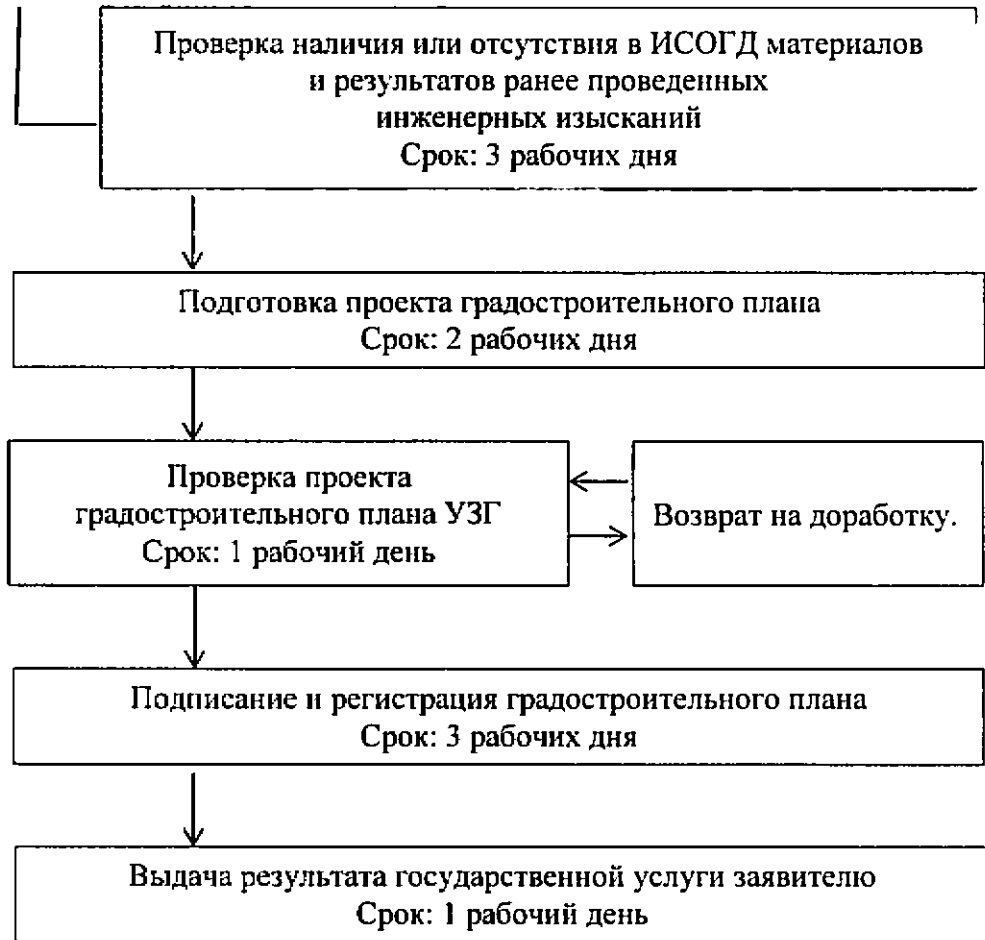 Проверка наличия или отсутствия в ИСОГД материалов
и результатов ранее проведенных
инженерных изысканий
Срок: 3 рабочих дня
Подготовка проекта градостроительного плана
Срок: 2 рабочих дня
Проверка проекта
градостроительного плана УЗГ
Срок: 1 рабочий день
Возврат на доработку.
Подписание и регистрация градостроительного плана
Срок: 3 рабочих дня
Выдача результата государственной услуги заявителю
Срок: 1 рабочий день